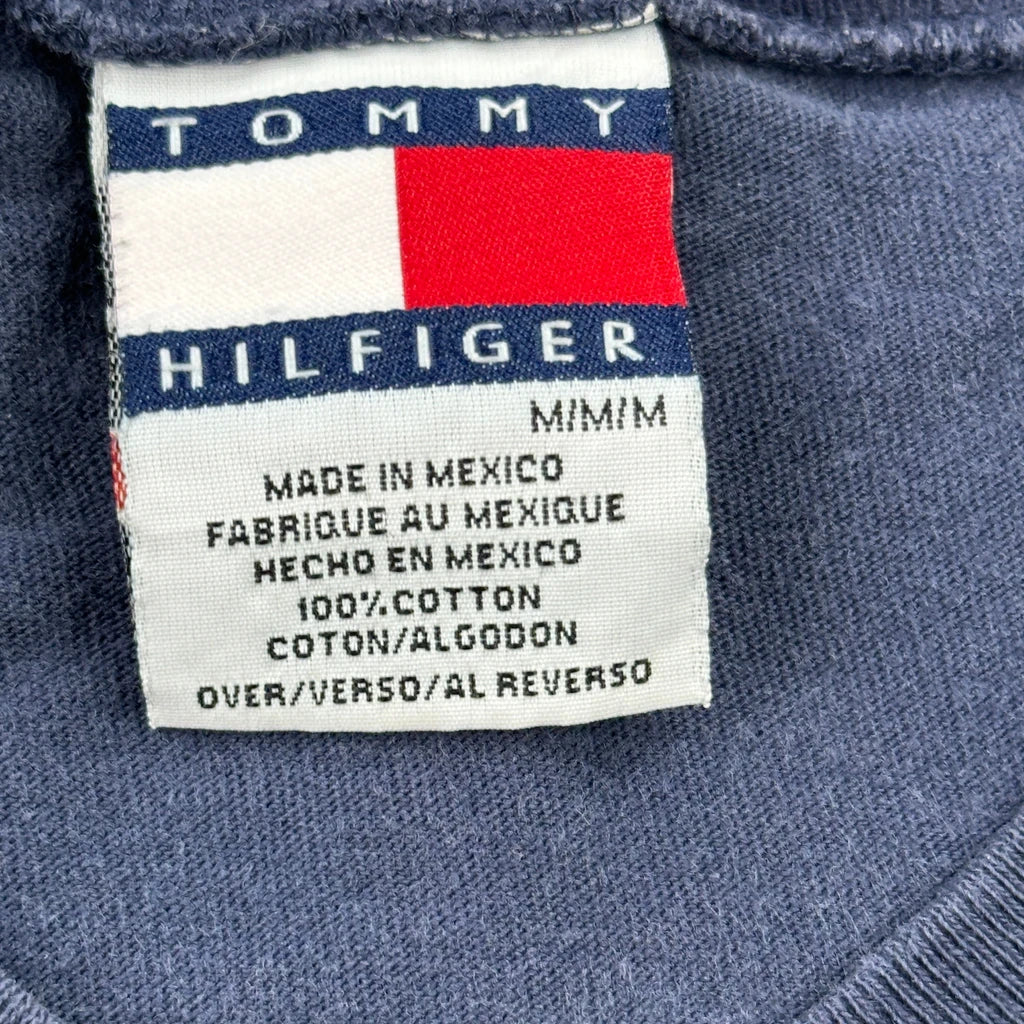 TOMMY
HILFIGER
M/M/M
MADE IN MEXICO
FABRIQUE AU MEXIQUE
HECHO EN MEXICO
100% COTTON
COTON/ALGODON
OVER/VERSO/AL REVERSO